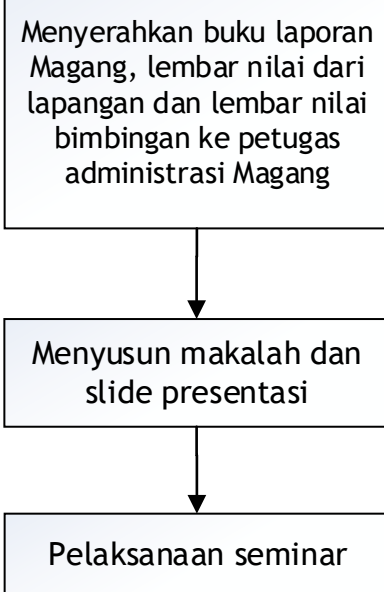 Menyerahkan buku laporan
Magang, lembar nilai dari
lapangan dan lembar nilai
bimbingan ke petugas
administrasi Magang
Menyusun makalah dan
slide presentasi
Pelaksanaan seminar